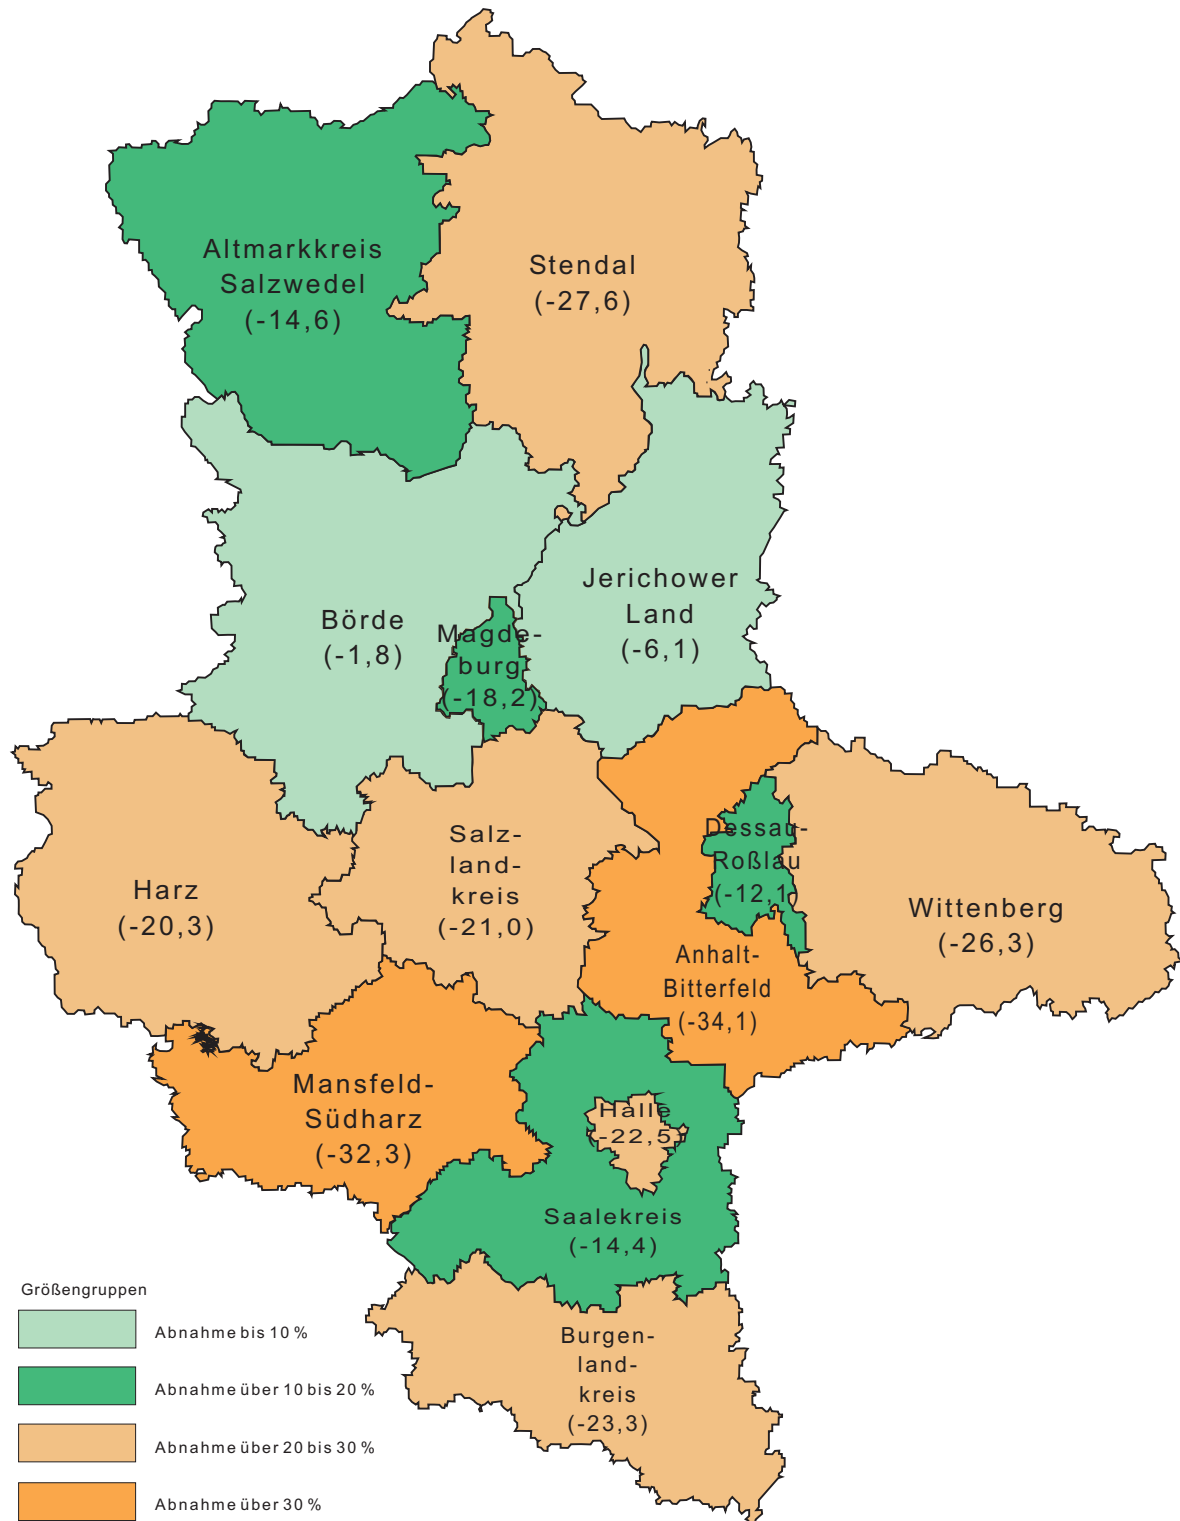 Altmarkkreis
Salzwedel
(-14,6)
Stendal
(-27,6)
Jerichower
Land
(-6,1)
Börde
(-1,8)
Magde-
burg
(-18,2)
Harz
(-20,3)
Salz-
land-
kreis
(-21,0)
Dessau-
Roßlau
(-12,1)
Wittenberg
(-26,3)
Anhalt-
Bitterfeld
(-34,1)
Mansfeld-
Südharz
(-32,3)
Halle
(-22,5)
Saalekreis
(-14,4)
Burgen-
land-
kreis
(-23,3)
Größengruppen
Abnahme bis 10 %
Abnahme über 10 bis 20 %
Abnahme über 20 bis 30 %
Abnahme über 30 %